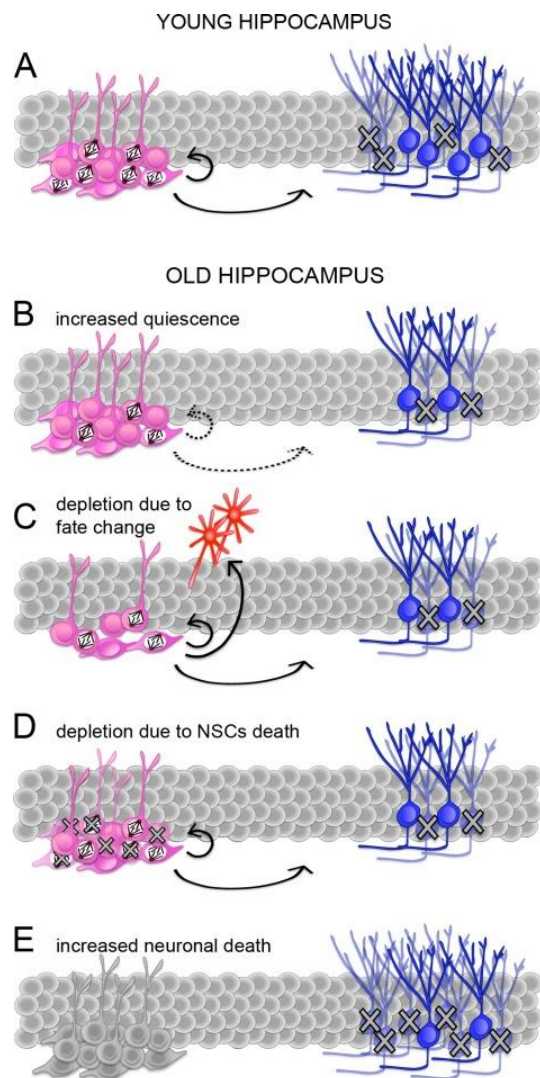 YOUNG HIPPOCAMPUS
A
OLD HIPPOCAMPUS
B increased quiescence
C depletion due to
fate change
D depletion due to NSCs death
E increased neuronal death